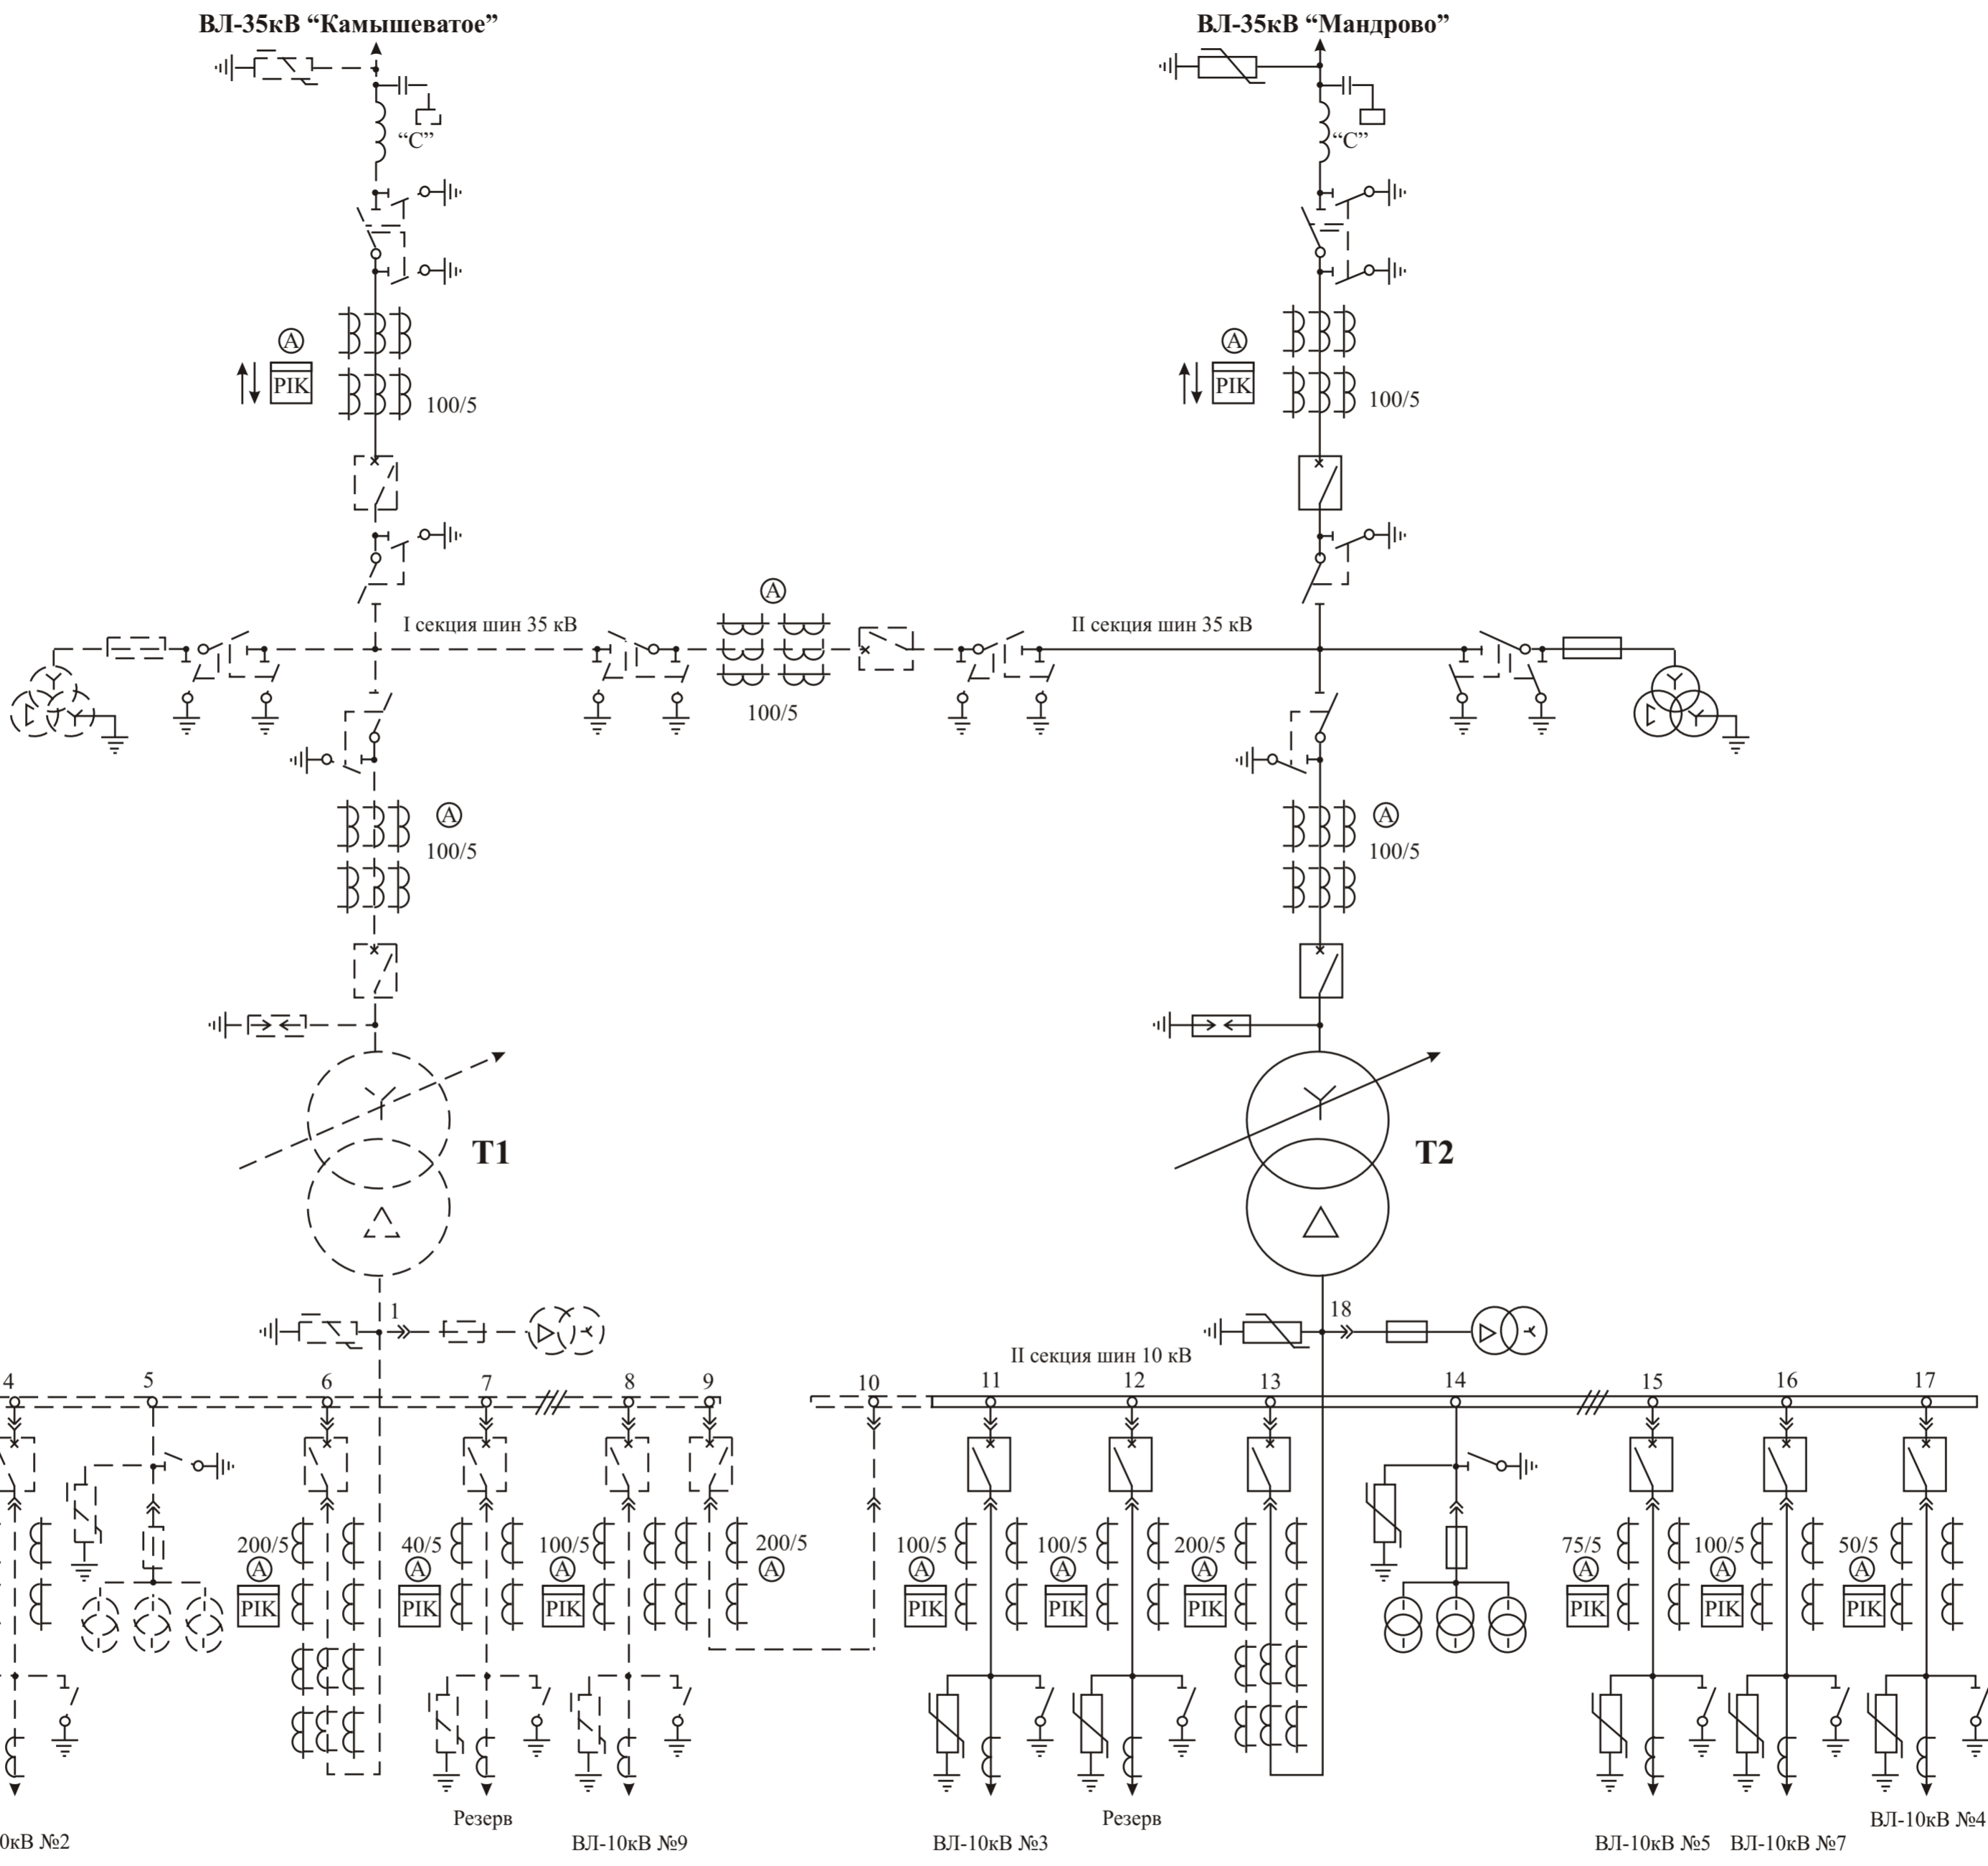 ВЛ-35кВ “Камышеватое”
ВЛ-35кВ “Мандрово”
“С”
“С”
А
PIK
100/5
А
PIK
100/5
А
I секция шин 35 кВ
II секция шин 35 кВ
100/5
А
100/5
А
100/5
Т1
Т2
1
18
II секция шин 10 кВ
4
5
6
7
8
9
10
11
12
13
14
15
16
17
200/5
А
PIK
40/5
А
PIK
100/5
А
PIK
200/5
А
100/5
А
PIK
100/5
А
PIK
200/5
А
PIK
75/5
А
PIK
100/5
А
PIK
50/5
А
PIK
Резерв
Резерв
ВЛ-10кВ №4
0кВ №2
ВЛ-10кВ №9
ВЛ-10кВ №3
ВЛ-10кВ №5
ВЛ-10кВ №7